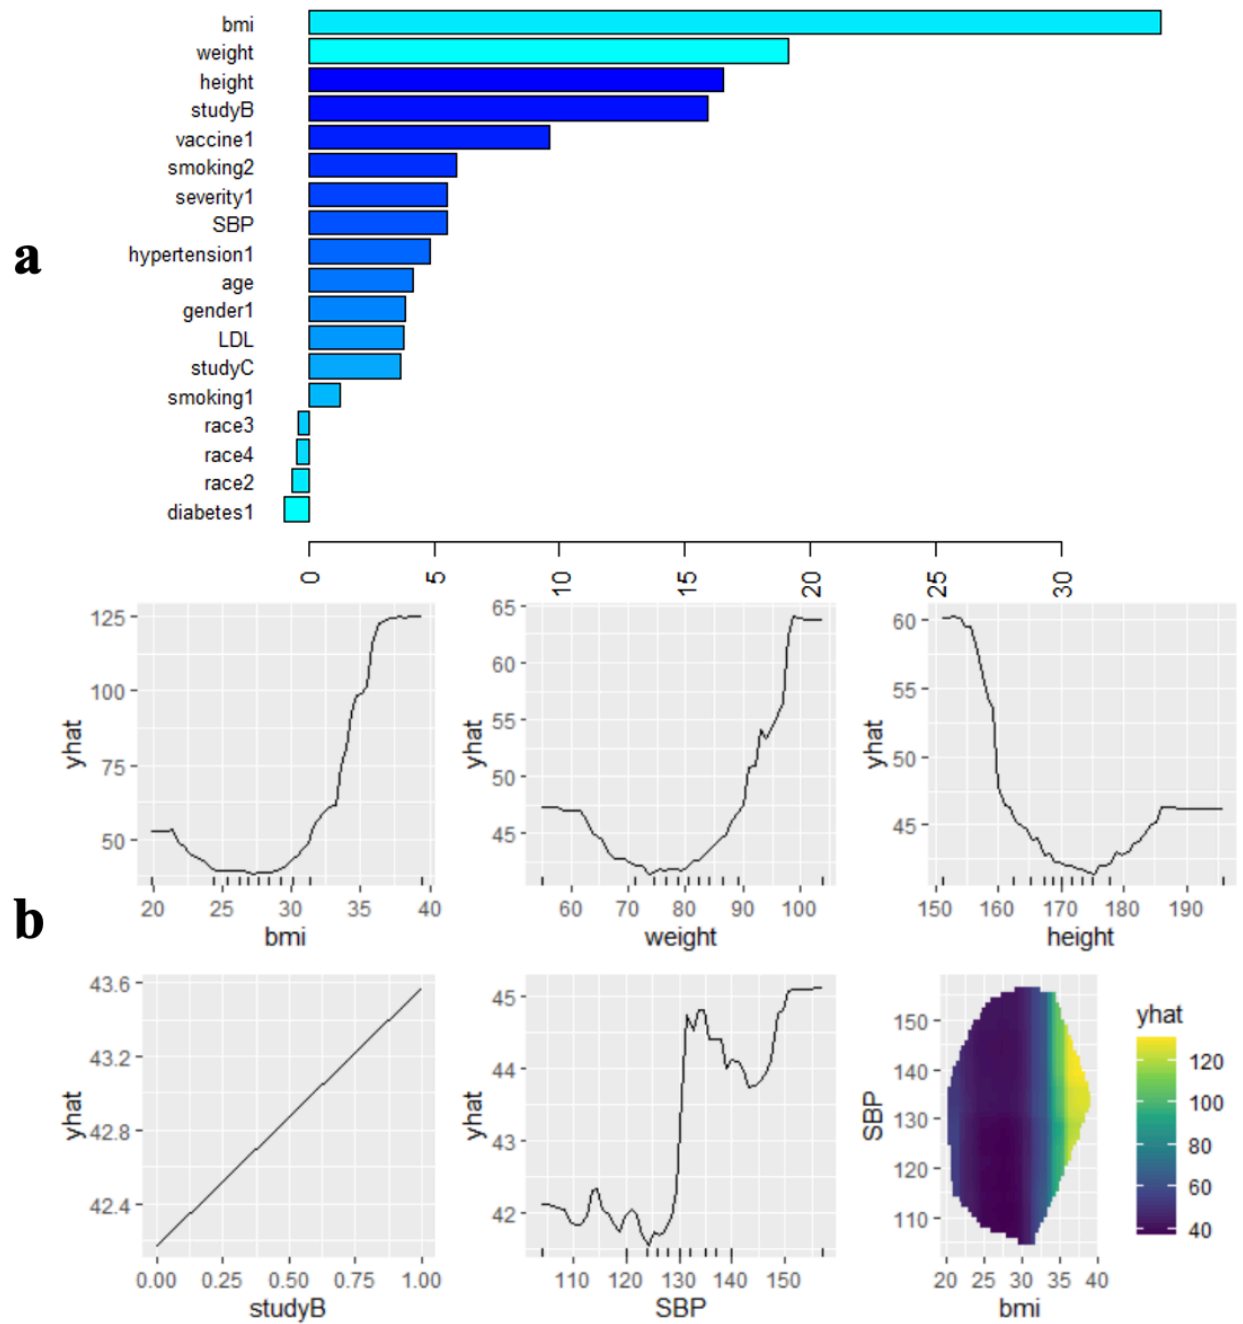 a
bmi
weight
height
studyB
vaccine1
smoking2
severity1
SBP
hypertension1
age
gender1
LDL
studyC
smoking1
race3
race4
race2
diabetes1
0 5 10 15 20 25 30
b
yhat
125
100
75
50
20 25 30 35 40
bmi
yhat
65
60
55
50
45
60 70 80 90 100
weight
yhat
60
55
50
45
150 160 170 180 190
height
yhat
43.6
43.2
42.8
42.4
0.00 0.25 0.50 0.75 1.00
studyB
yhat
45
44
43
42
110 120 130 140 150
SBP
SBP
150
140
130
120
110
20 25 30 35 40
bmi
yhat
120
100
80
60
40